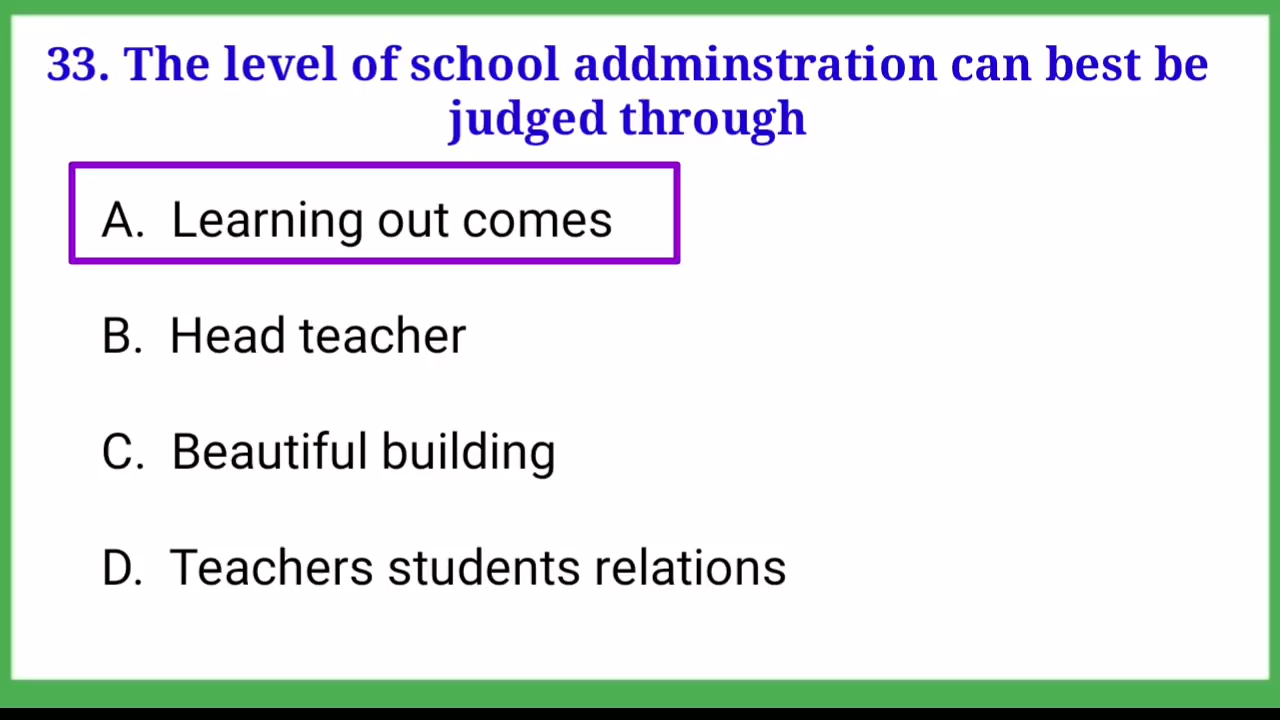 33. The level of school addminstration can best be
judged through
A. Learning out comes
B. Head teacher
C. Beautiful building
D. Teachers students relations